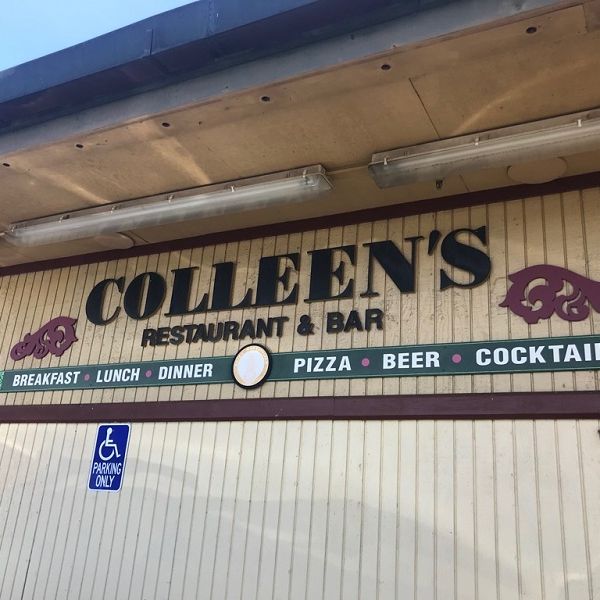 COLLEEN'S
RESTAURANT & BAR
BREAKFAST • LUNCH • DINNER PIZZA • BEER • COCKTAI
PARKING
ONLY